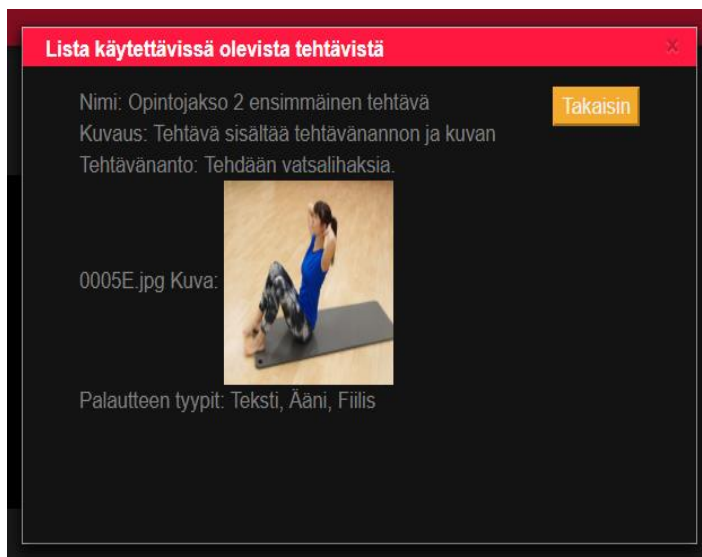 Lista käytettävissä olevista tehtävistä
x
Nimi: Opintojakso 2 ensimmäinen tehtävä
Takaisin
Kuvaus: Tehtävä sisältää tehtävänannon ja kuvan
Tehtävänanto: Tehdään vatsalihaksia.
0005E.jpg Kuva:
Palautteen tyypit: Teksti, Ääni, Fiilis